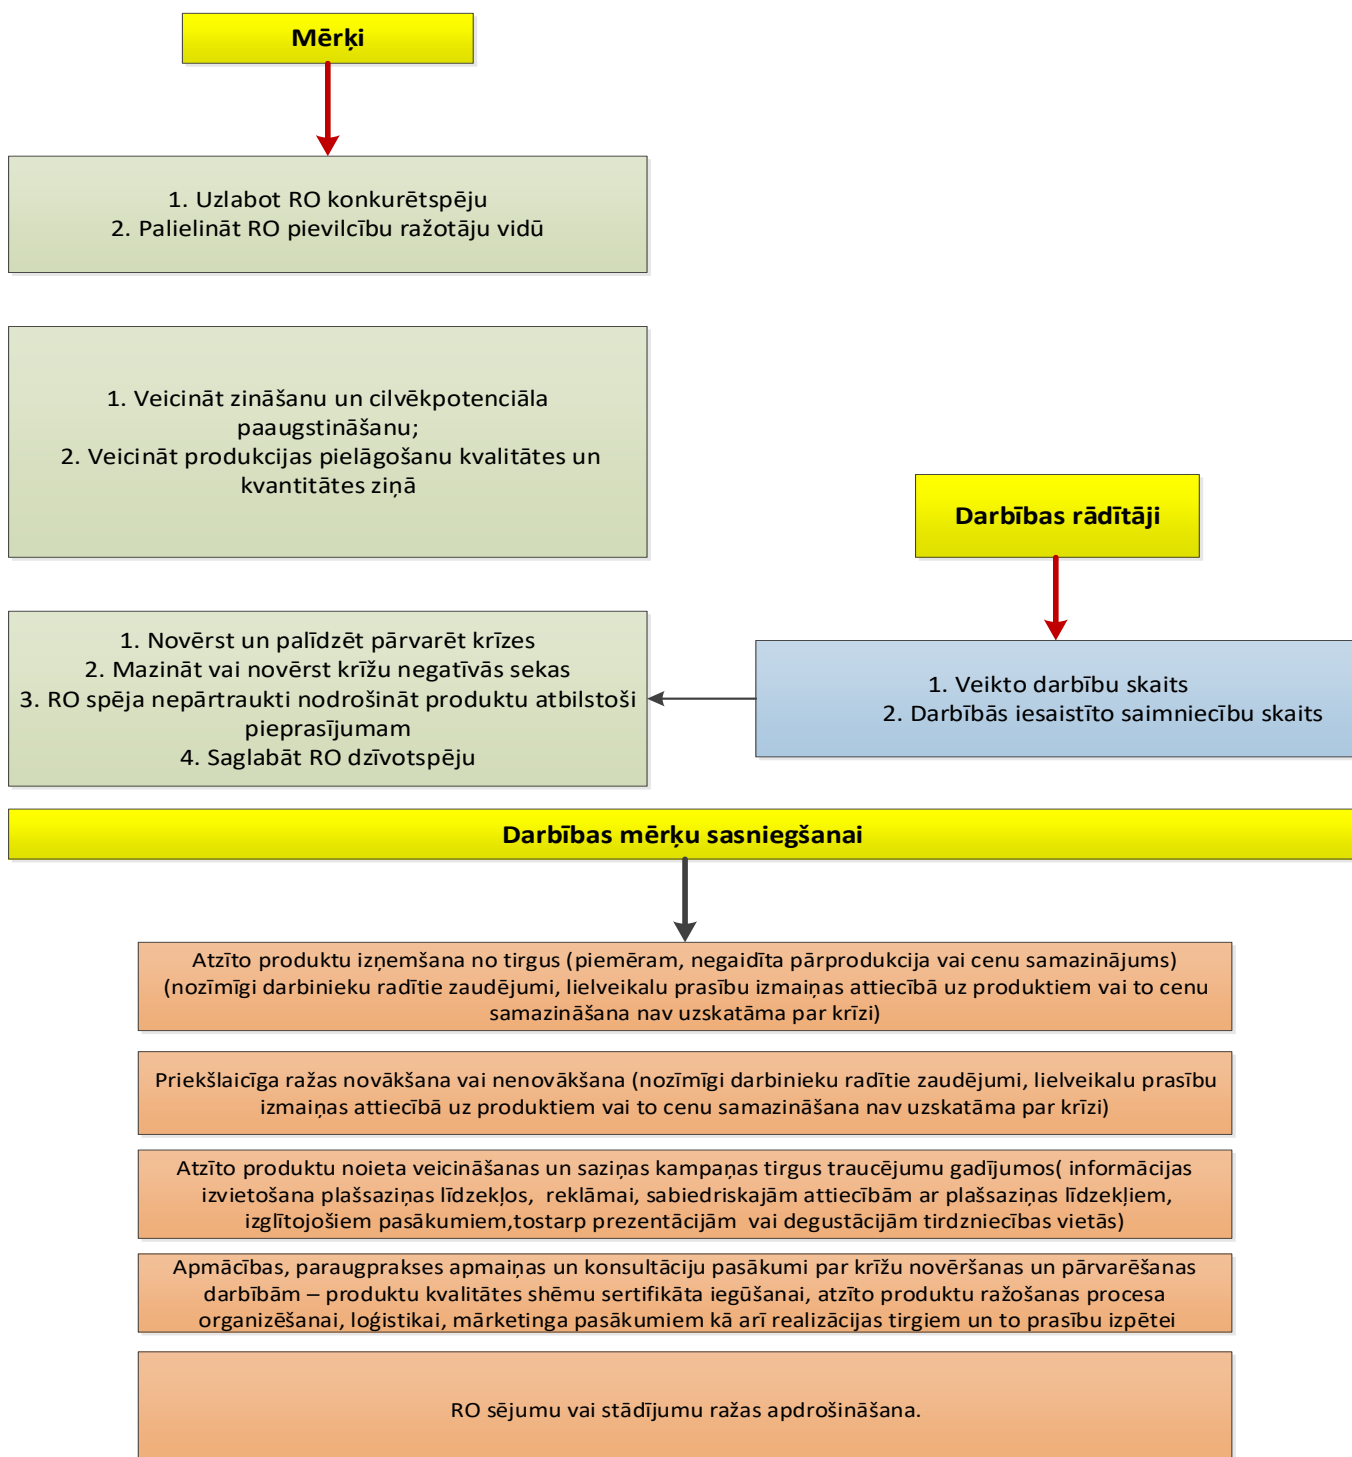 Mērķi
1. Uzlabot RO konkurētspēju
2. Palielināt RO pievilcību ražotāju vidū
1. Veicināt zināšanu un cilvēkpotenciāla
paaugstināšanu;
2. Veicināt produkcijas pielāgošanu kvalitātes un
kvantitātes ziņā
Darbības rādītāji
1. Novērst un palīdzēt pārvarēt krīzes
2. Mazināt vai novērst krīžu negatīvās sekas
3. RO spēja nepārtraukti nodrošināt produktu atbilstoši
pieprasījumam
4. Saglabāt RO dzīvotspēju
1. Veikto darbību skaits
2. Darbībās iesaistīto saimniecību skaits
Darbības mērķu sasniegšanai
Atzīto produktu izņemšana no tirgus (piemēram, negaidīta pārprodukcija vai cenu samazinājums)
(nozīmīgi darbinieku radītie zaudējumi, lielveikalu prasību izmaiņas attiecībā uz produktiem vai to cenu
samazināšana nav uzskatāma par krīzi)
Priekšlaicīga ražas novākšana vai nenovākšana (nozīmīgi darbinieku radītie zaudējumi, lielveikalu prasību
izmaiņas attiecībā uz produktiem vai to cenu samazināšana nav uzskatāma par krīzi)
Atzīto produktu noieta veicināšanas un saziņas kampaņas tirgus traucējumu gadījumos( informācijas
izvietošana plašsaziņas līdzekļos,  reklāmai, sabiedriskajām attiecībām ar plašsaziņas līdzekļiem,
izglītojošiem pasākumiem,tostarp prezentācijām  vai degustācijām tirdzniecības vietās)
Apmācības, paraugprakses apmaiņas un konsultāciju pasākumi par krīžu novēršanas un pārvarēšanas
darbībām – produktu kvalitātes shēmu sertifikāta iegūšanai, atzīto produktu ražošanas procesa
organizēšanai, loģistikai, mārketinga pasākumiem kā arī realizācijas tirgiem un to prasību izpētei
RO sējumu vai stādījumu ražas apdrošināšana.